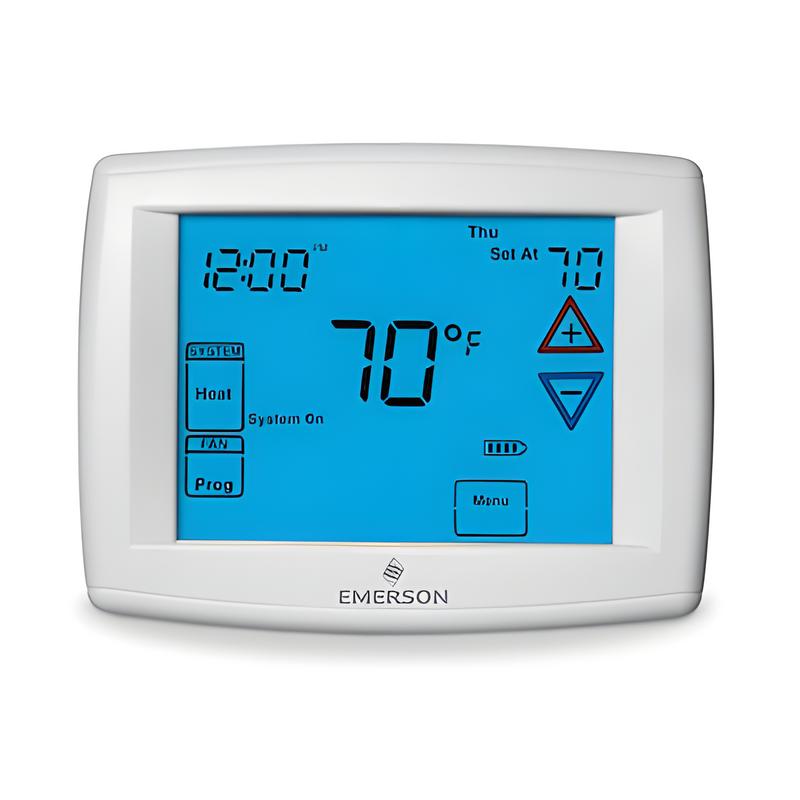 Thu
12:00
Set At 70
70°F
SYSTEM
Heat
System On
FAN
Prog
Menu
EMERSON